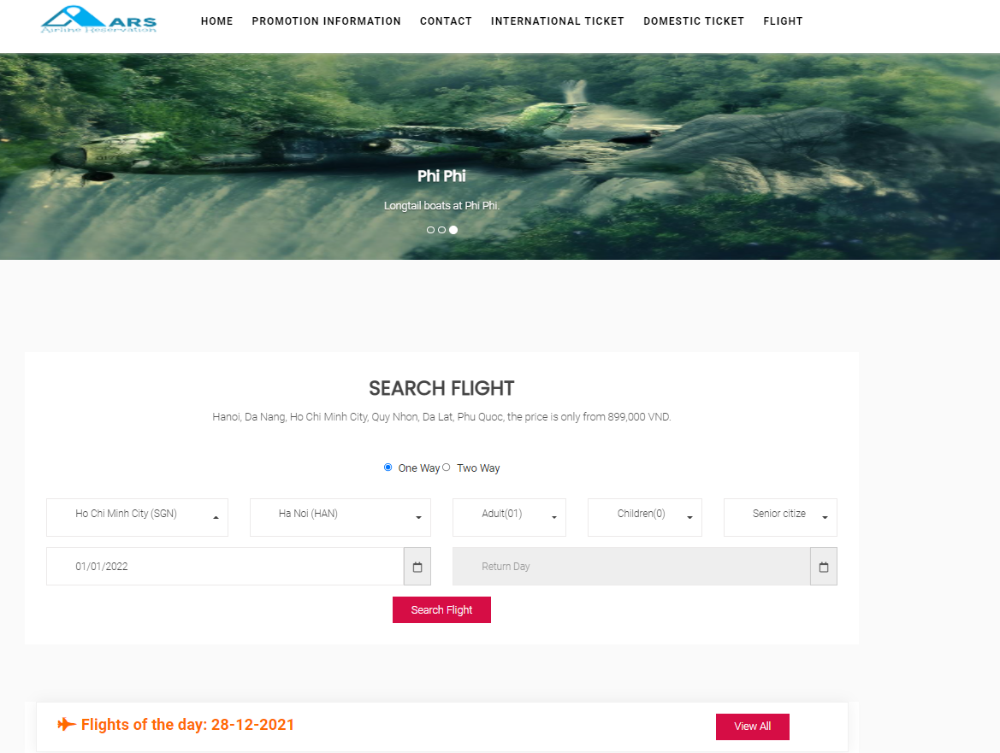 ARS
Airline Reservation
HOME PROMOTION INFORMATION CONTACT INTERNATIONAL TICKET DOMESTIC TICKET FLIGHT
Phi Phi
Longtail boats at Phi Phi.
SEARCH FLIGHT
Hanoi, Da Nang, Ho Chi Minh City, Quy Nhon, Da Lat, Phu Quoc, the price is only from 899,000 VND.
One Way Two Way
Ho Chi Minh City (SGN) Ha Noi (HAN) Adult(01) Children(0) Senior citize
01/01/2022 Return Day
Search Flight
Flights of the day: 28-12-2021 View All